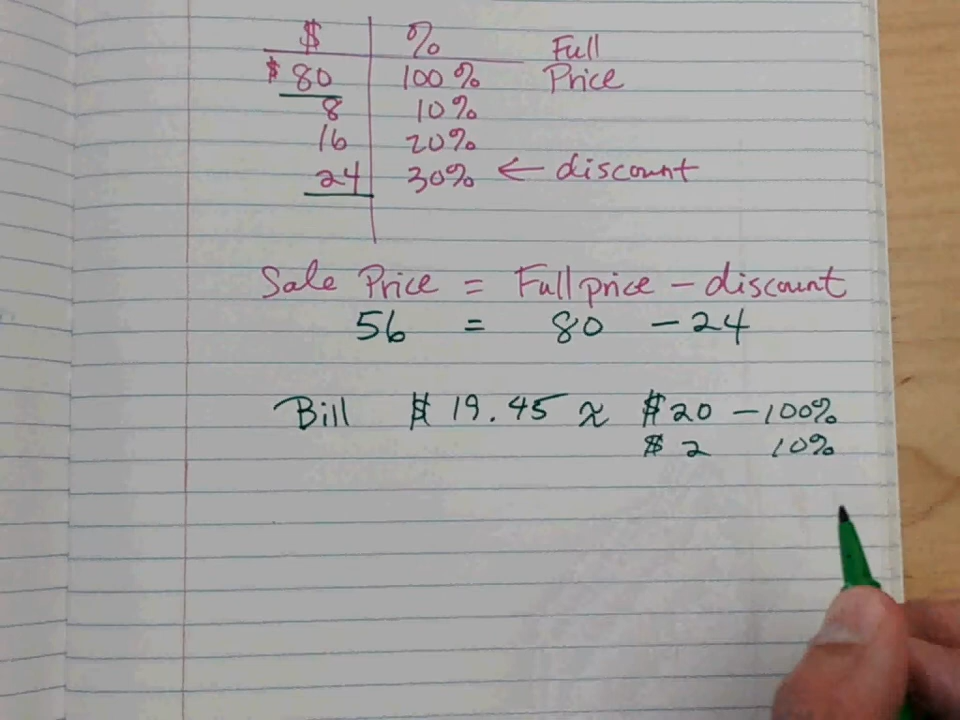 $ %
$ 80 100% Full Price
8 10%
16 20%
24 30% ← discount
Sale Price = Full price - discount
56 = 80 - 24
Bill $ 19.45 ≈ $ 20 - 100%
$ 2 10%